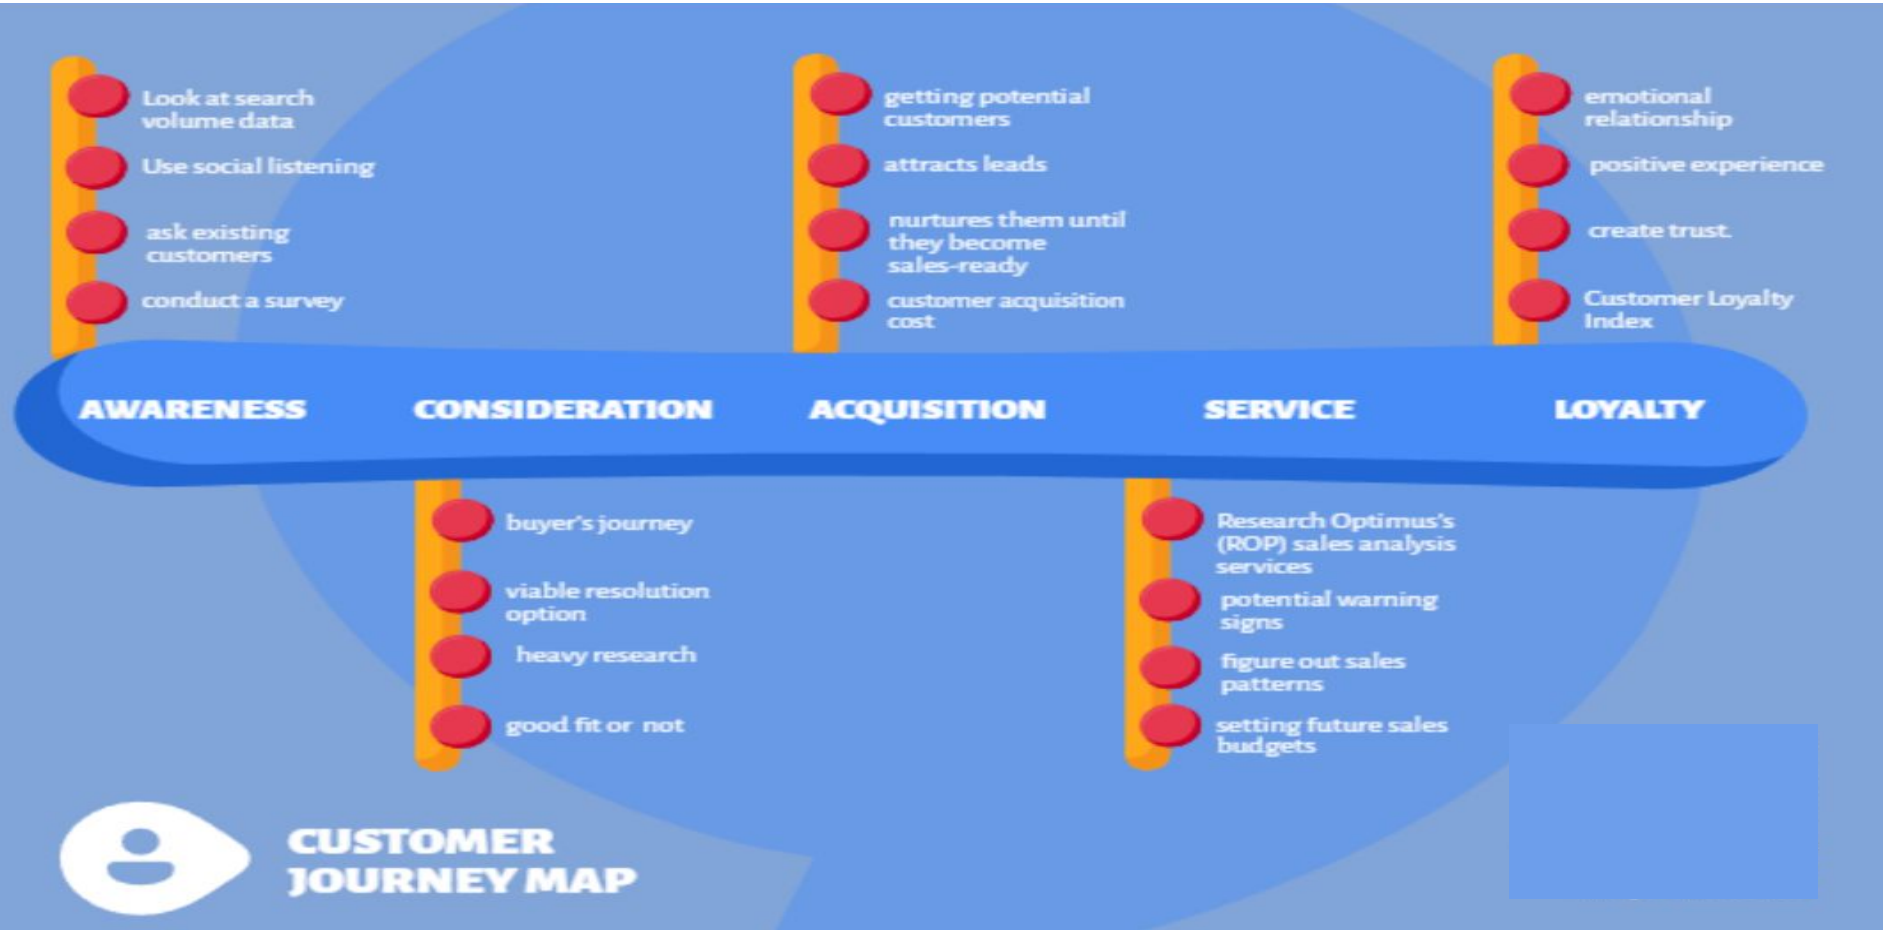 Look at search
volume data
Use social listening
ask existing
customers
conduct a survey
getting potential
customers
attracts leads
nurtures them until
they become
sales-ready
customer acquisition
cost
emotional
relationship
positive experience
create trust.
Customer Loyalty
Index
AWARENESS
CONSIDERATION
ACQUISITION
SERVICE
LOYALTY
buyer's journey
viable resolution
option
heavy research
good fit or not
Research Optimus's
(ROP) sales analysis
services
potential warning
signs
figure out sales
patterns
setting future sales
budgets
CUSTOMER
JOURNEY MAP